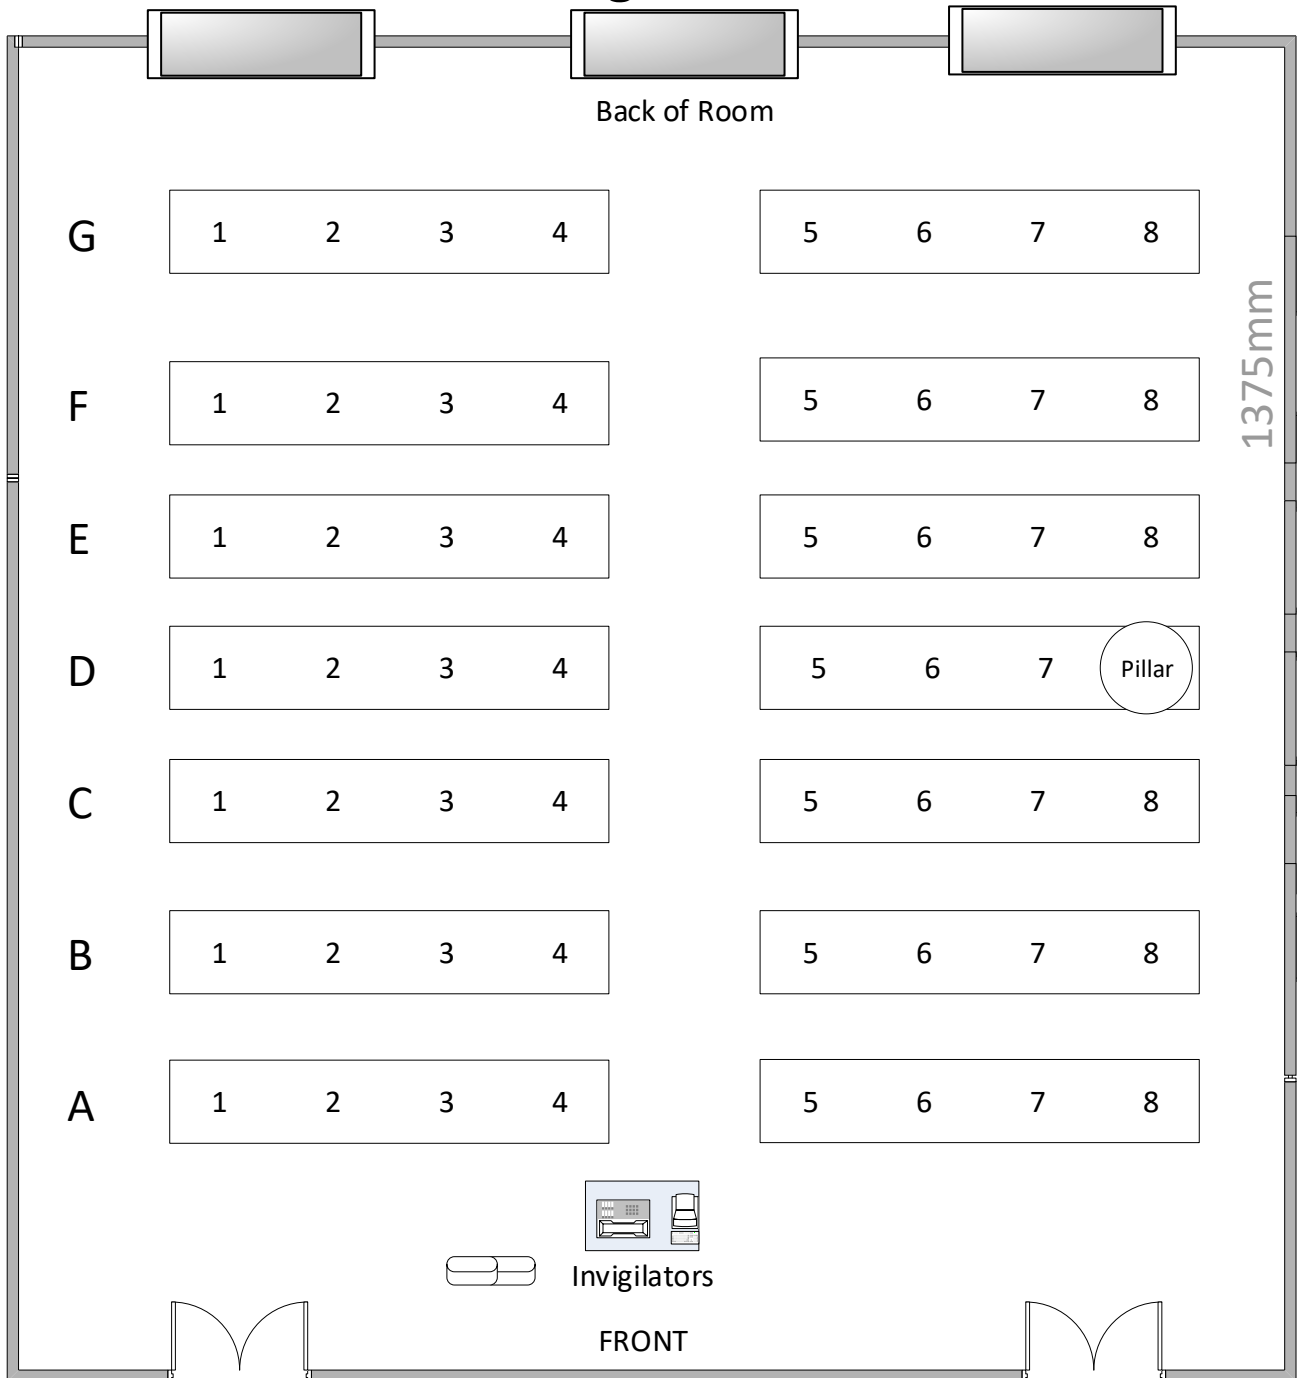 Back of Room
G 1 2 3 4 5 6 7 8
1375mm
F 1 2 3 4 5 6 7 8
E 1 2 3 4 5 6 7 8
D 1 2 3 4 5 6 7 Pillar
C 1 2 3 4 5 6 7 8
B 1 2 3 4 5 6 7 8
A 1 2 3 4 5 6 7 8
Invigilators
FRONT